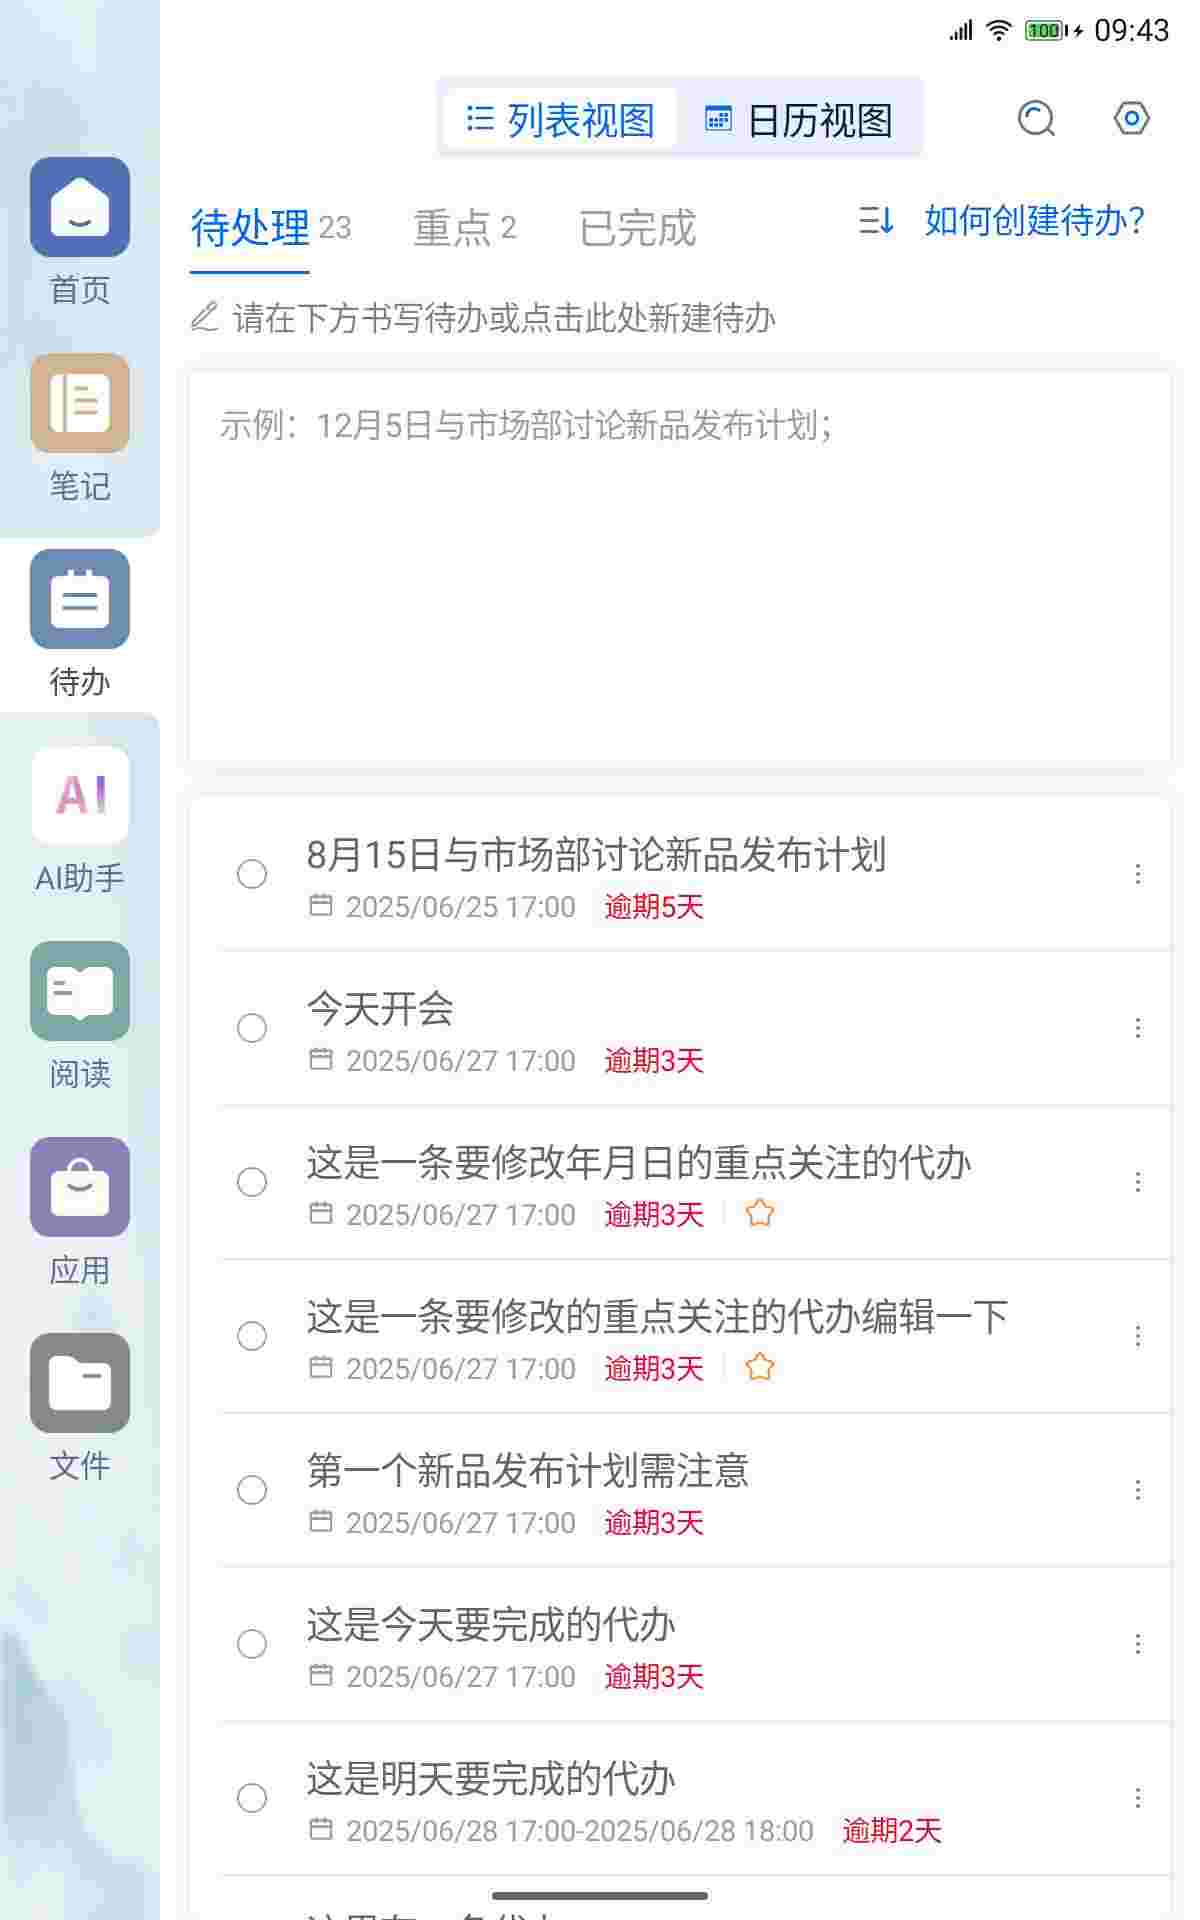 100 09:43
列表视图 日历视图
待处理 23 重点 2 已完成 如何创建待办?
请在下方书写待办或点击此处新建待办
示例：12月5日与市场部讨论新品发布计划;
首页
笔记
待办
AI
AI助手
阅读
应用
文件
8月15日与市场部讨论新品发布计划
2025/06/25 17:00 逾期5天
今天开会
2025/06/27 17:00 逾期3天
这是一条要修改年月日的重点关注的代办
2025/06/27 17:00 逾期3天
这是一条要修改的重点关注的代办编辑一下
2025/06/27 17:00 逾期3天
第一个新品发布计划需注意
2025/06/27 17:00 逾期3天
这是今天要完成的代办
2025/06/27 17:00 逾期3天
这是明天要完成的代办
2025/06/28 17:00-2025/06/28 18:00 逾期2天